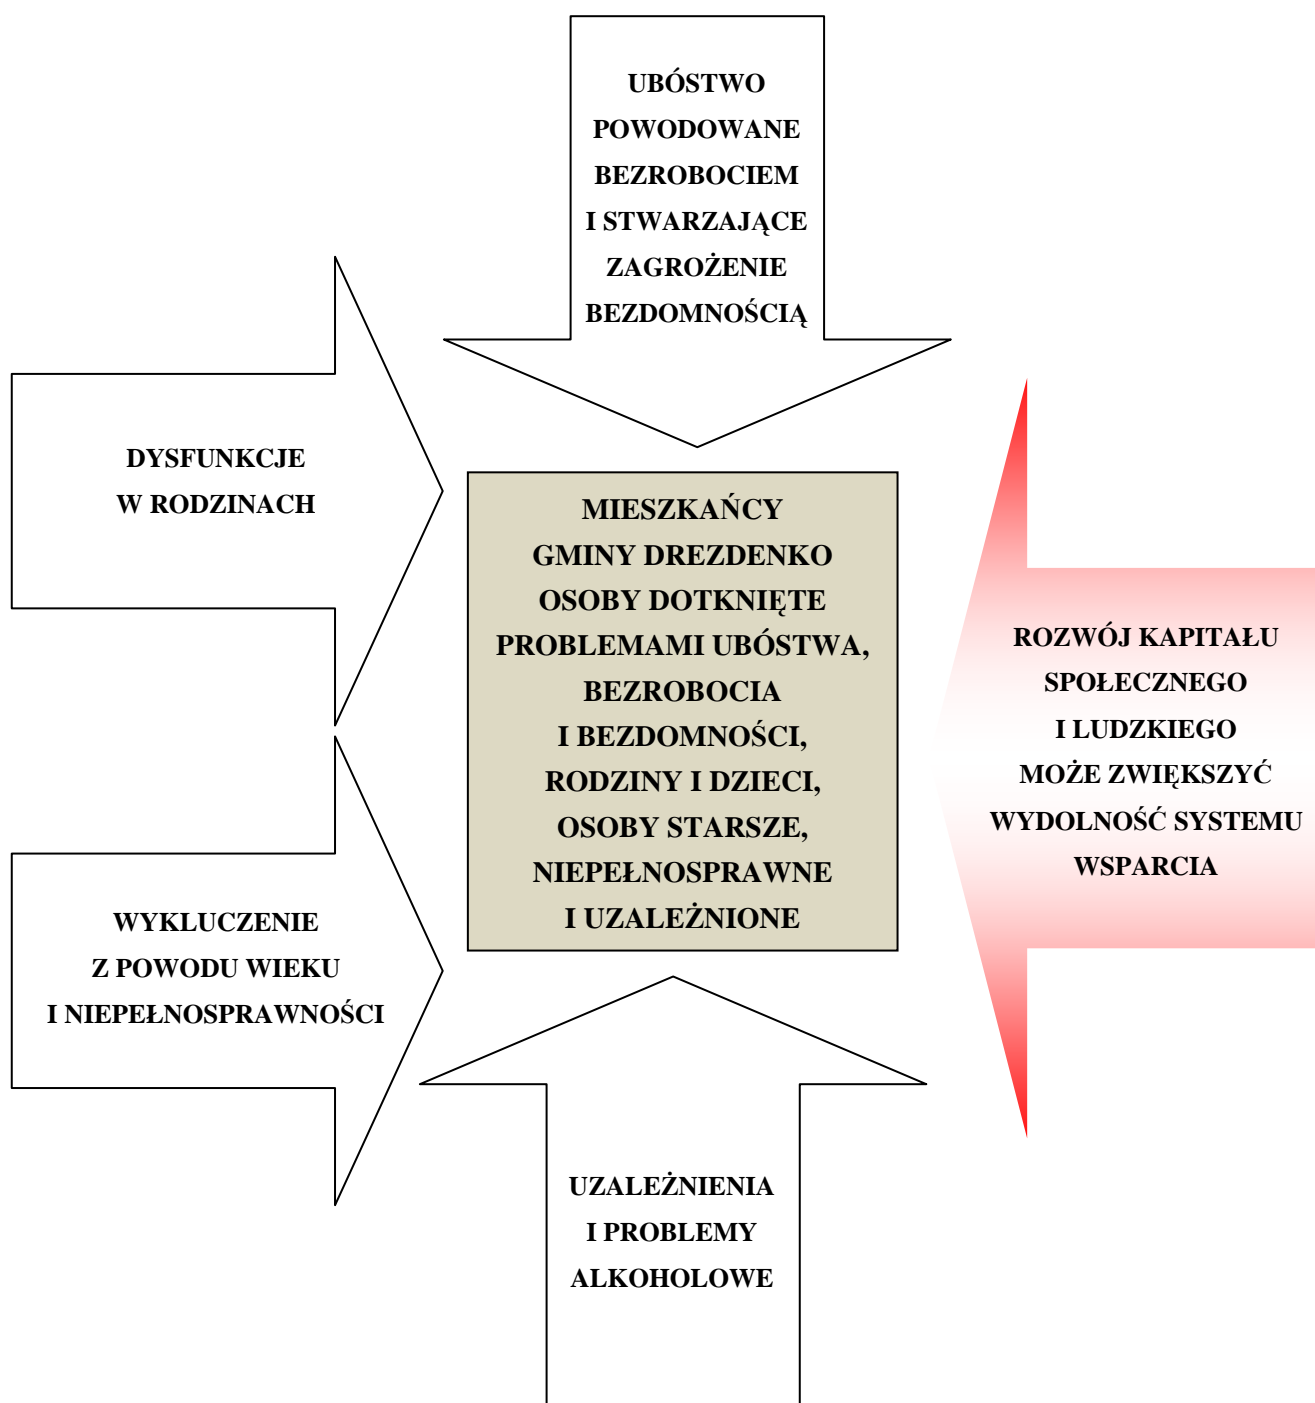 UBÓSTWO
POWODOWANE
BEZROBOCIEM
I STWARZAJĄCE
ZAGROŻENIE
BEZDOMNOŚCIĄ
DYSFUNKCJE
W RODZINACH
MIESZKAŃCY
GMINY DREZDENKO
OSOBY DOTKNIĘTE
PROBLEMAMI UBÓSTWA,
BEZROBOCIA
I BEZDOMNOŚCI,
RODZINY I DZIECI,
OSOBY STARSZE,
NIEPEŁNOSPRAWNE
I UZALEŻNIONE
ROZWÓJ KAPITAŁU
SPOŁECZNEGO
I LUDZKIEGO
MOŻE ZWIĘKSZYĆ
WYDOLNOŚĆ SYSTEMU
WSPARCIA
WYKLUCZENIE
Z POWODU WIEKU
I NIEPEŁNOSPRAWNOŚCI
UZALEŻNIENIA
I PROBLEMY
ALKOHOLOWE